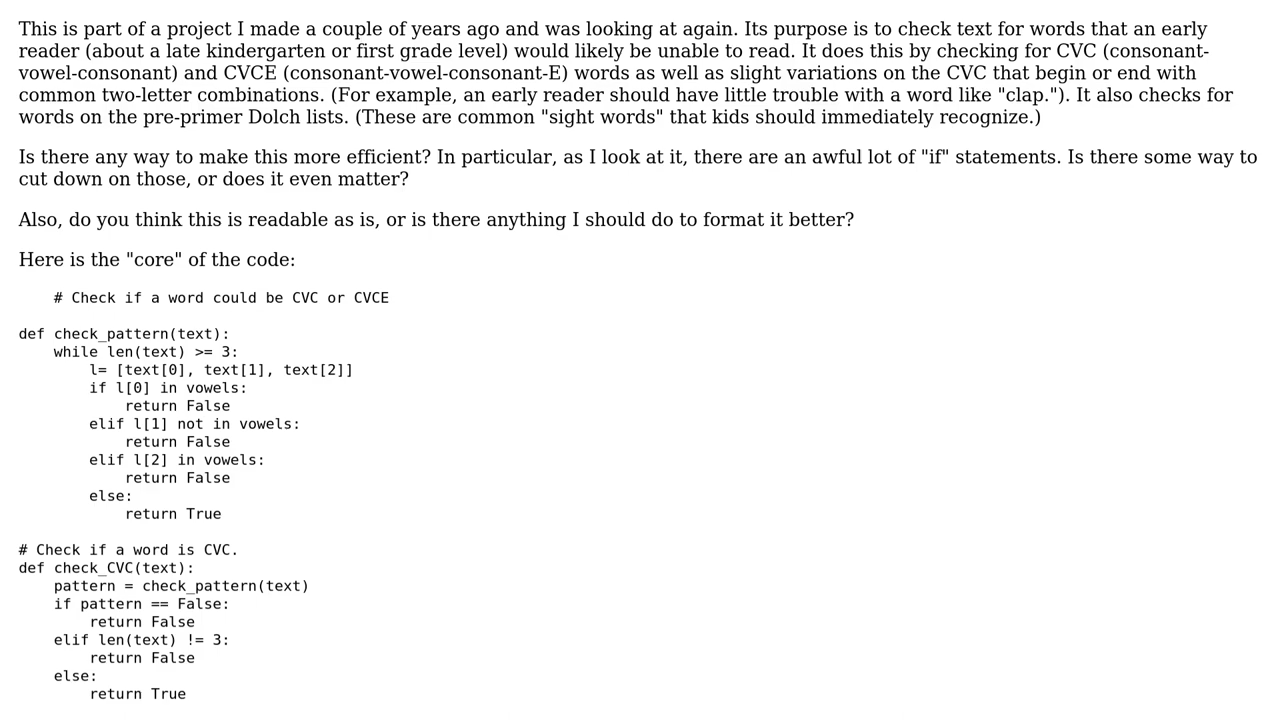 This is part of a project I made a couple of years ago and was looking at again. Its purpose is to check text for words that an early
reader (about a late kindergarten or first grade level) would likely be unable to read. It does this by checking for CVC (consonant-
vowel-consonant) and CVCE (consonant-vowel-consonant-E) words as well as slight variations on the CVC that begin or end with
common two-letter combinations. (For example, an early reader should have little trouble with a word like "clap."). It also checks for
words on the pre-primer Dolch lists. (These are common "sight words" that kids should immediately recognize.)
Is there any way to make this more efficient? In particular, as I look at it, there are an awful lot of "if" statements. Is there some way to
cut down on those, or does it even matter?
Also, do you think this is readable as is, or is there anything I should do to format it better?
Here is the "core" of the code:
    # Check if a word could be CVC or CVCE
def check_pattern(text):
    while len(text) >= 3:
        l= [text[0], text[1], text[2]]
        if l[0] in vowels:
            return False
        elif l[1] not in vowels:
            return False
        elif l[2] in vowels:
            return False
        else:
            return True
# Check if a word is CVC.
def check_CVC(text):
    pattern = check_pattern(text)
    if pattern == False:
        return False
    elif len(text) != 3:
        return False
    else:
        return True